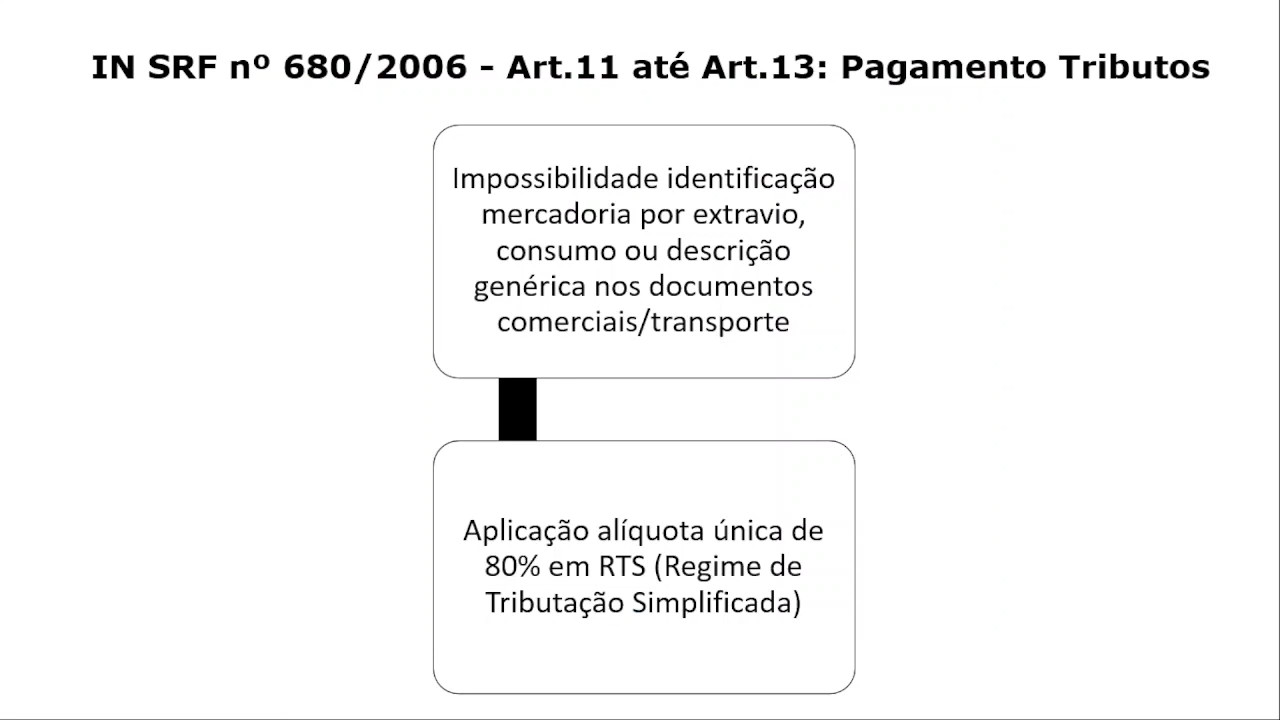 IN SRF nº 680/2006 - Art.11 até Art.13: Pagamento Tributos
Impossibilidade identificação
mercadoria por extravio,
consumo ou descrição
genérica nos documentos
comerciais/transporte
Aplicação alíquota única de
80% em RTS (Regime de
Tributação Simplificada)